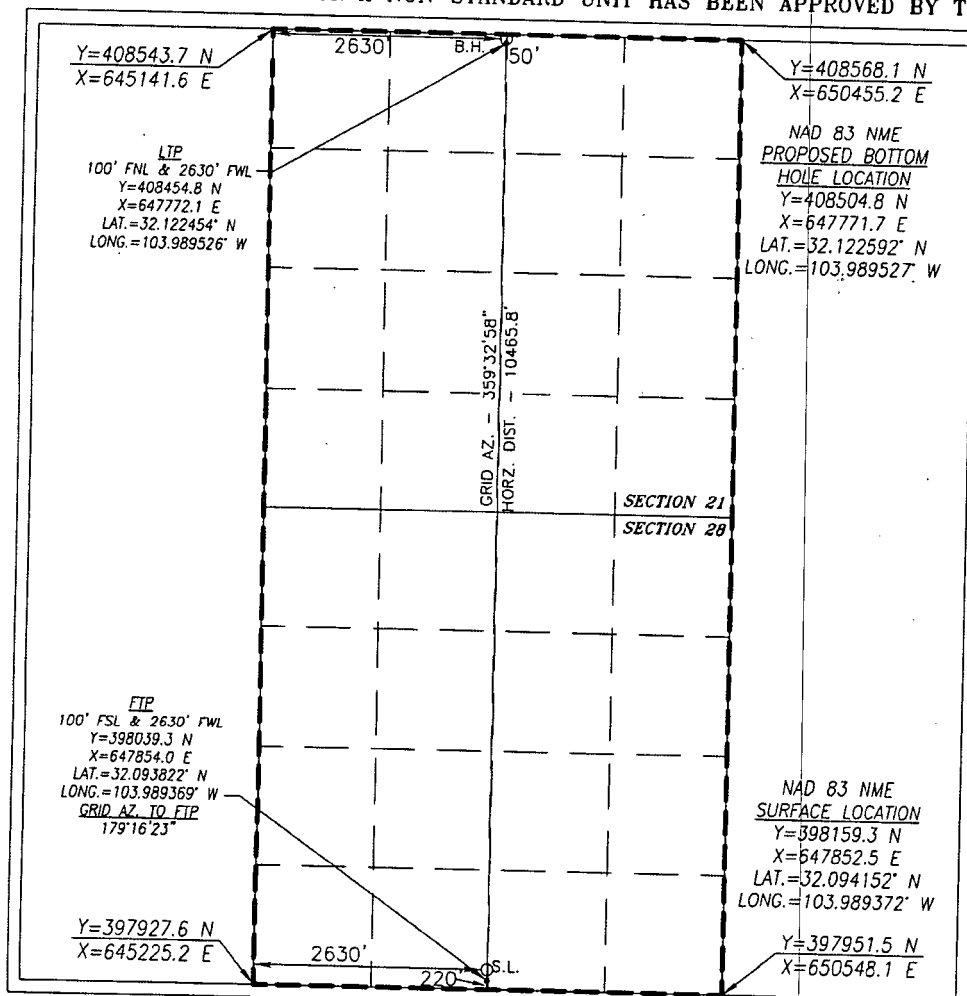 NON STANDARD UNIT HAS BEEN APPROVED BY T
Y=408543.7 N
X=645141.6 E
2630'
B.H.
50'
Y=408568.1 N
X=650455.2 E
LTP
100' FNL & 2630' FWL
Y=408454.8 N
X=647772.1 E
LAT.=32.122454° N
LONG.=103.989526° W
NAD 83 NME
PROPOSED BOTTOM
HOLE LOCATION
Y=408504.8 N
X=647771.7 E
LAT.=32.122592° N
LONG.=103.989527° W
GRID AZ. - 359°32'58"
HORZ. DIST. - 10465.8'
SECTION 21
SECTION 28
FTP
100' FSL & 2630' FWL
Y=398039.3 N
X=647854.0 E
LAT.=32.093822° N
LONG.=103.989369° W
GRID AZ. TO FTP
179°16'23"
NAD 83 NME
SURFACE LOCATION
Y=398159.3 N
X=647852.5 E
LAT.=32.094152° N
LONG.=103.989372° W
Y=397927.6 N
X=645225.2 E
2630'
S.L.
220'
Y=397951.5 N
X=650548.1 E